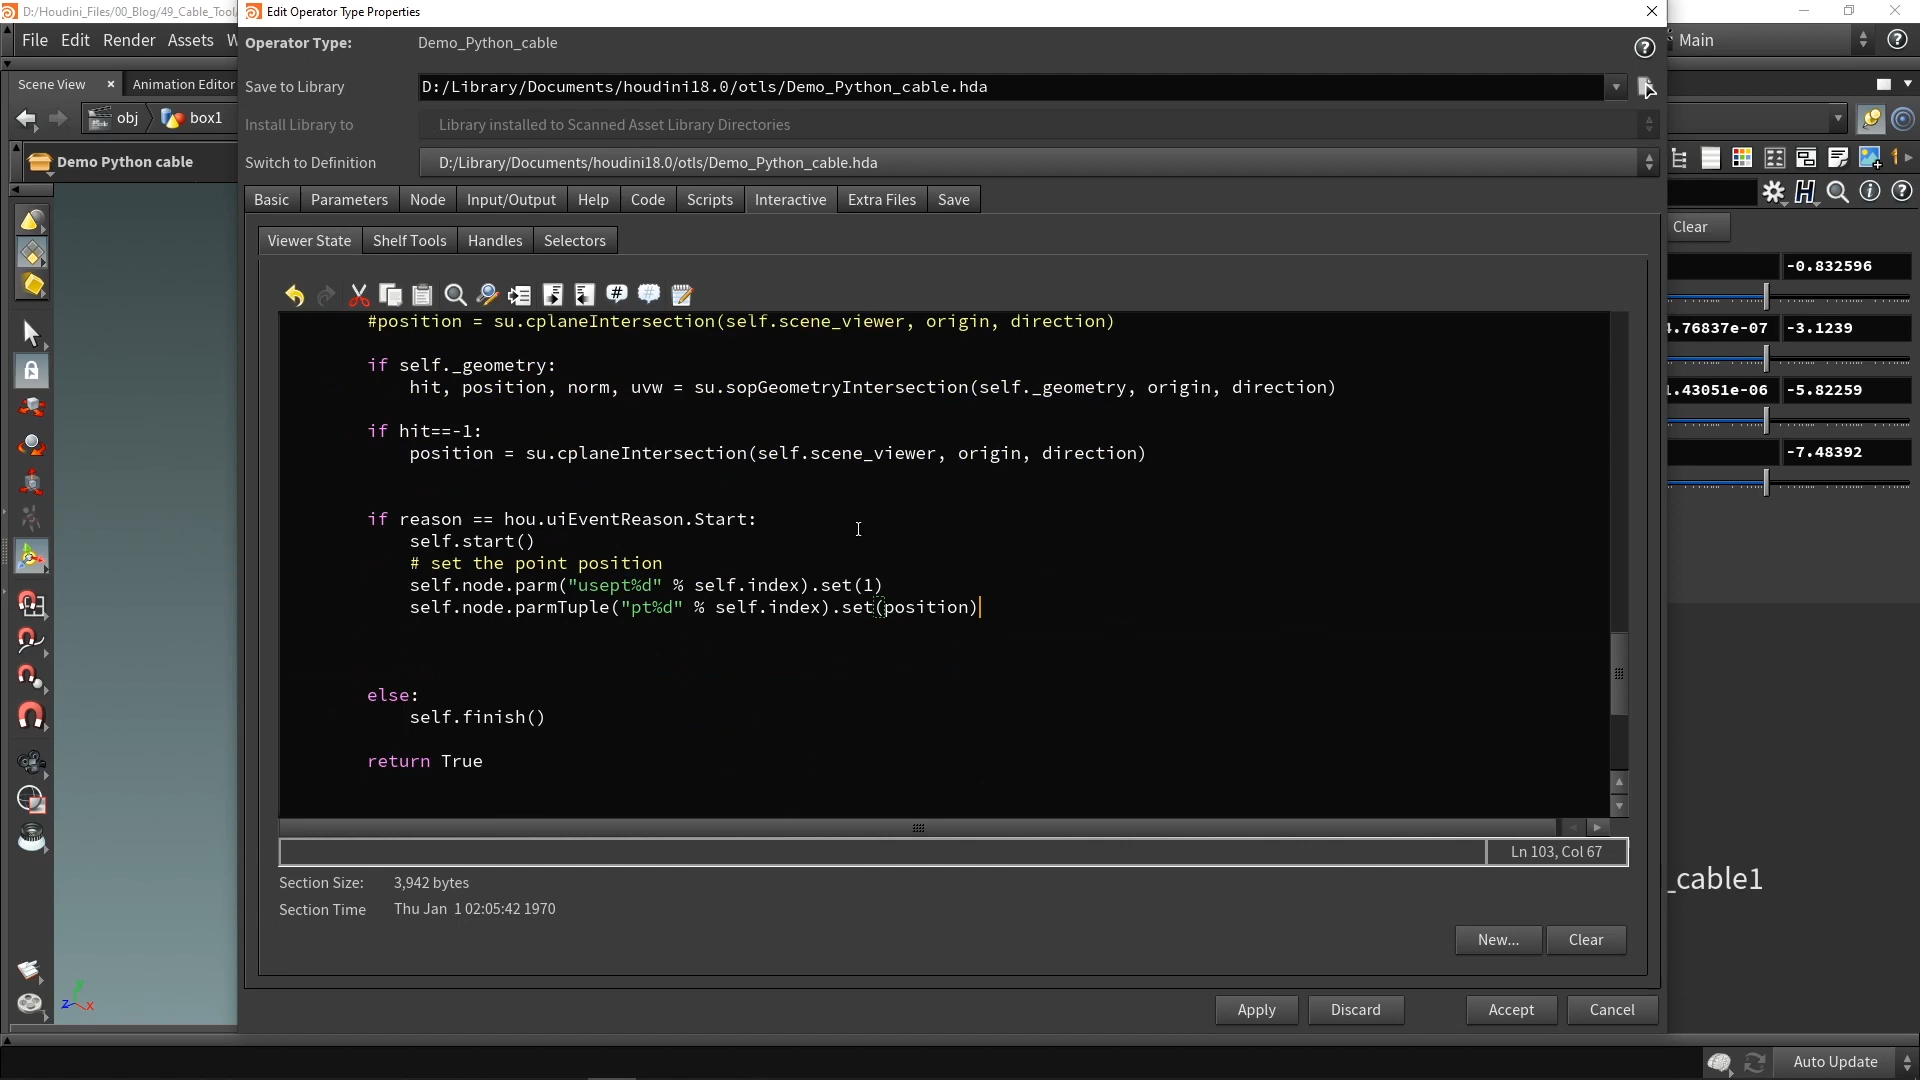 D:/Houdini_Files/00_Blog/49_Cable_Tool/
Edit Operator Type Properties
File Edit Render Assets W
Operator Type: Demo_Python_cable
Main
Scene View Animation Editor
Save to Library D:/Library/Documents/houdini18.0/otls/Demo_Python_cable.hda
obj box1
Install Library to Library installed to Scanned Asset Library Directories
Demo Python cable
Switch to Definition D:/Library/Documents/houdini18.0/otls/Demo_Python_cable.hda
Basic Parameters Node Input/Output Help Code Scripts Interactive Extra Files Save
Clear
Viewer State Shelf Tools Handles Selectors
-0.832596
4.76837e-07 -3.1239
1.43051e-06 -5.82259
-7.48392
#position = su.cplaneIntersection(self.scene_viewer, origin, direction)
if self._geometry:
hit, position, norm, uvw = su.sopGeometryIntersection(self._geometry, origin, direction)
if hit==-1:
position = su.cplaneIntersection(self.scene_viewer, origin, direction)
if reason == hou.uiEventReason.Start:
self.start()
# set the point position
self.node.parm("usept%d" % self.index).set(1)
self.node.parmTuple("pt%d" % self.index).set(position)
else:
self.finish()
return True
Ln 103, Col 67
Section Size: 3,942 bytes
_cable1
Section Time Thu Jan 1 02:05:42 1970
New... Clear
z x
Apply Discard Accept Cancel
Auto Update